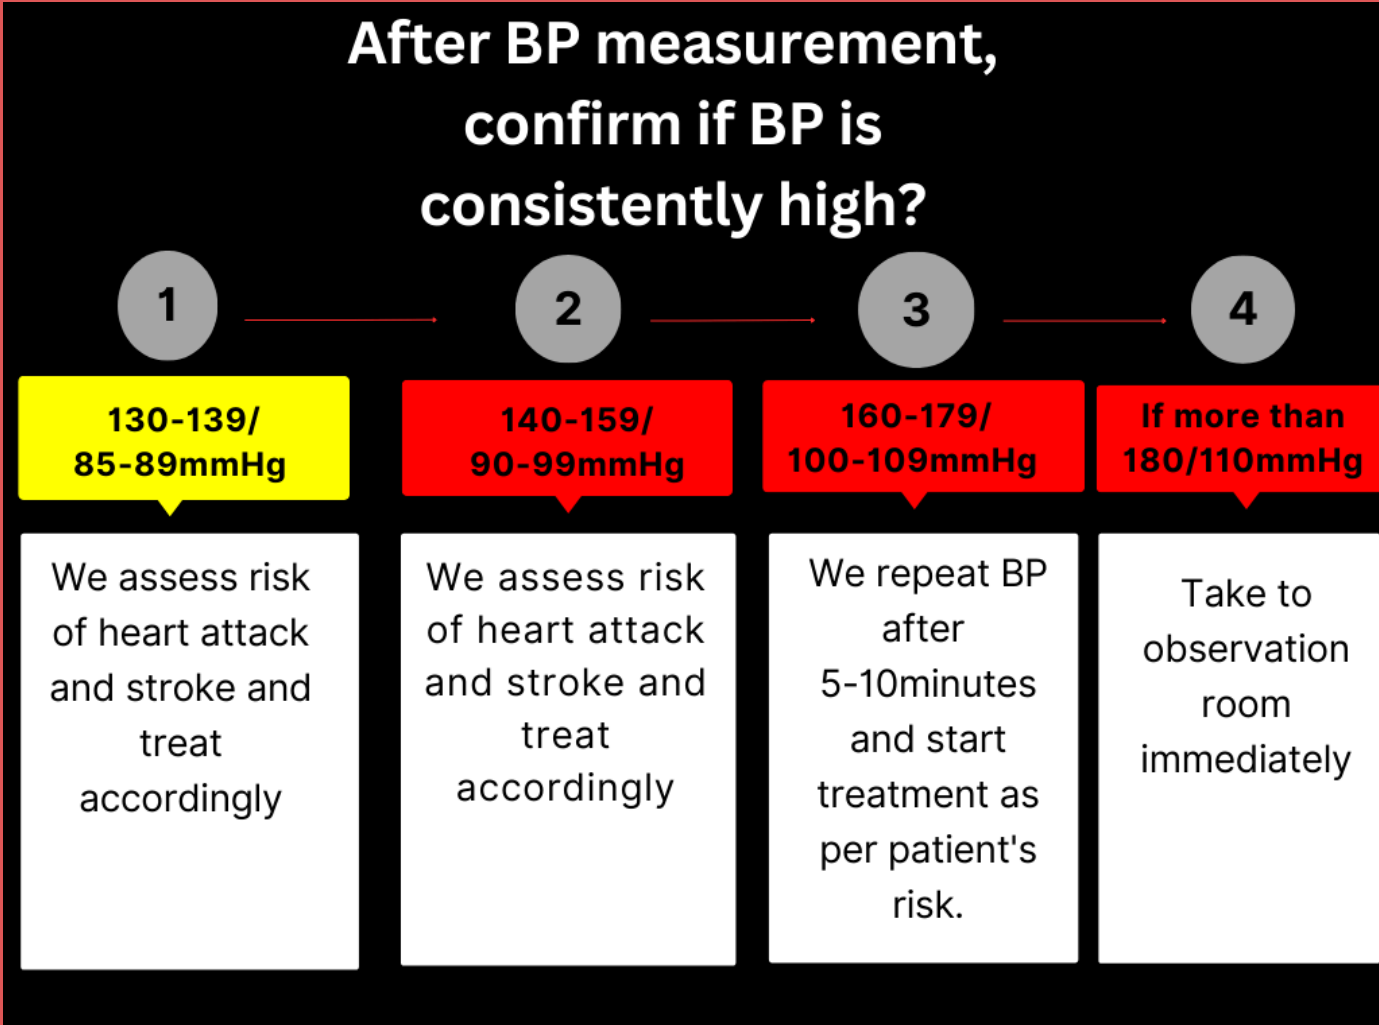 After BP measurement,
confirm if BP is
consistently high?
1
2
3
4
130-139/
85-89mmHg
140-159/
90-99mmHg
160-179/
100-109mmHg
If more than
180/110mmHg
We assess risk
of heart attack
and stroke and
treat
accordingly
We assess risk
of heart attack
and stroke and
treat
accordingly
We repeat BP
after
5-10minutes
and start
treatment as
per patient's
risk.
Take to
observation
room
immediately